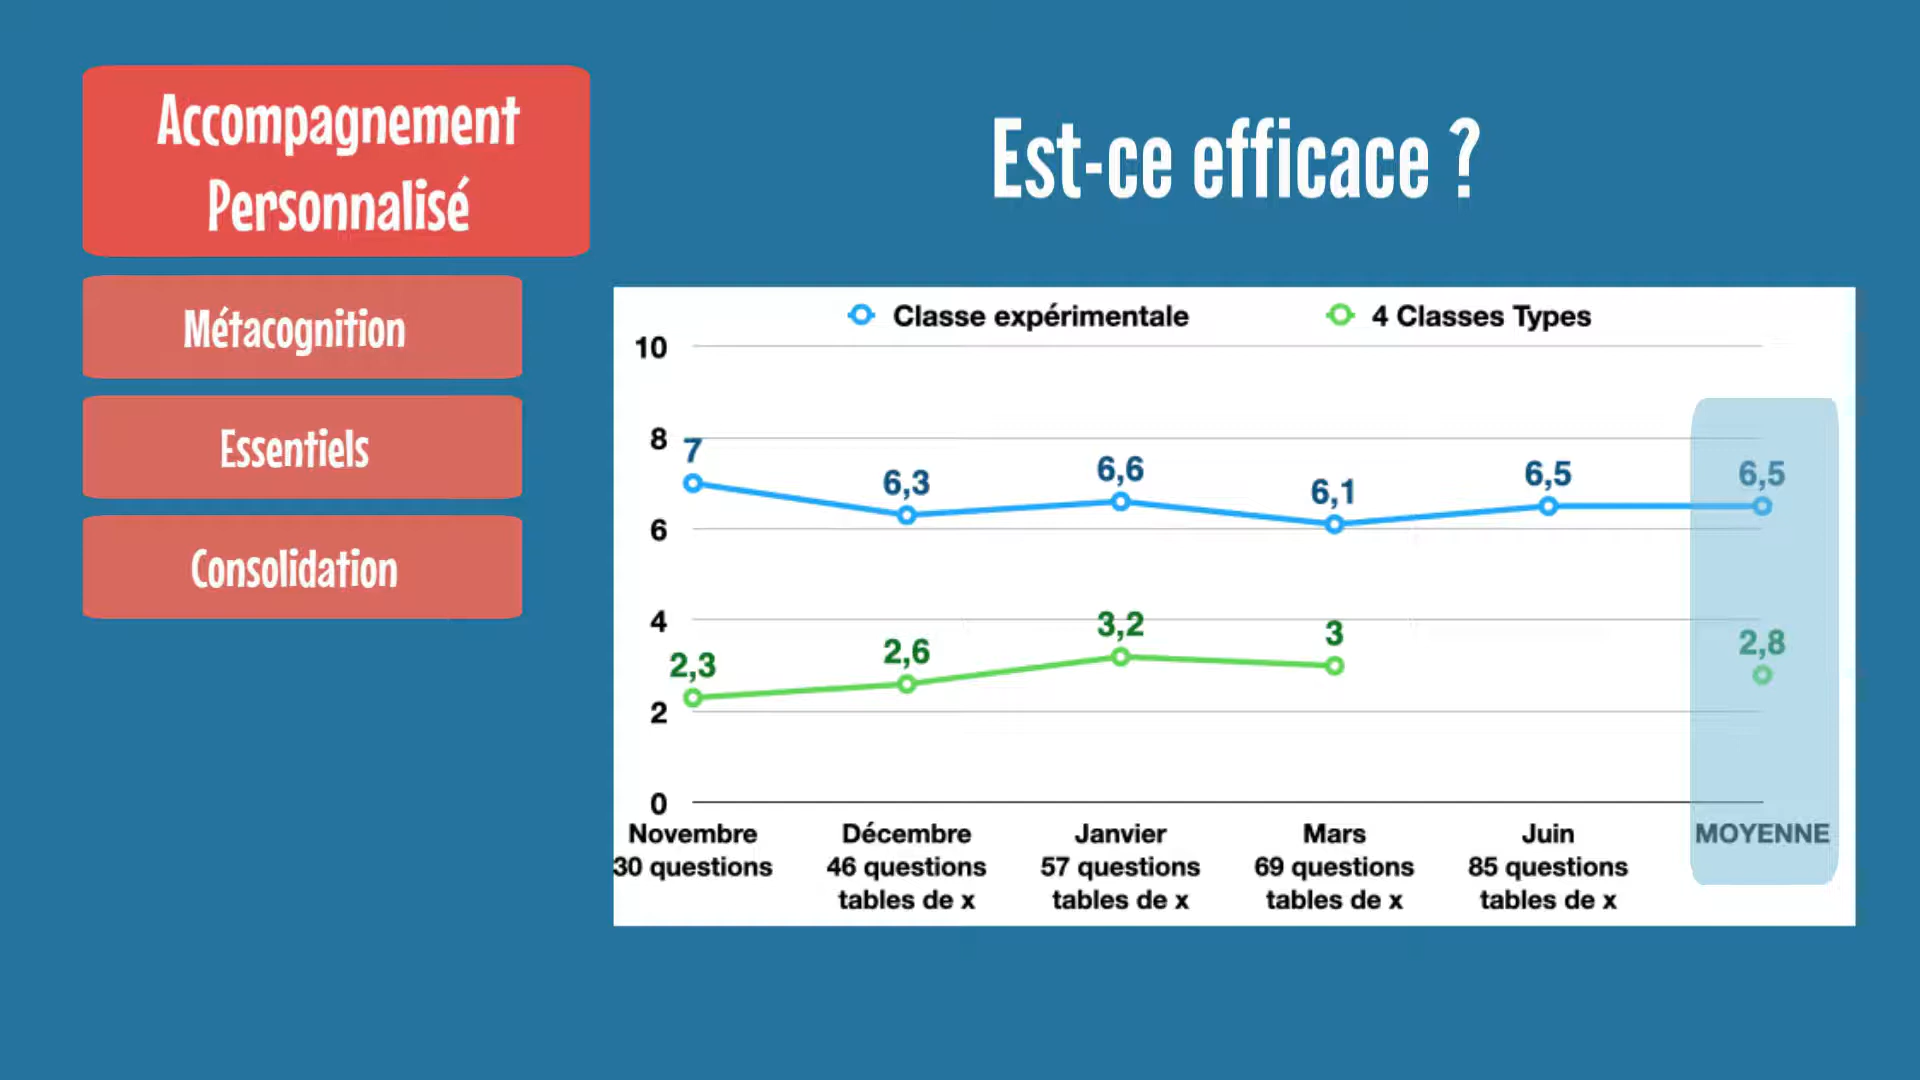 Accompagnement
Personnalisé
Métacognition
Essentiels
Consolidation
Est-ce efficace ?
Classe expérimentale
4 Classes Types
10
8
6
4
2
0
7
6,3
6,6
6,1
6,5
6,5
2,3
2,6
3,2
3
2,8
Novembre
30 questions
Décembre
46 questions
tables de x
Janvier
57 questions
tables de x
Mars
69 questions
tables de x
Juin
85 questions
tables de x
MOYENNE